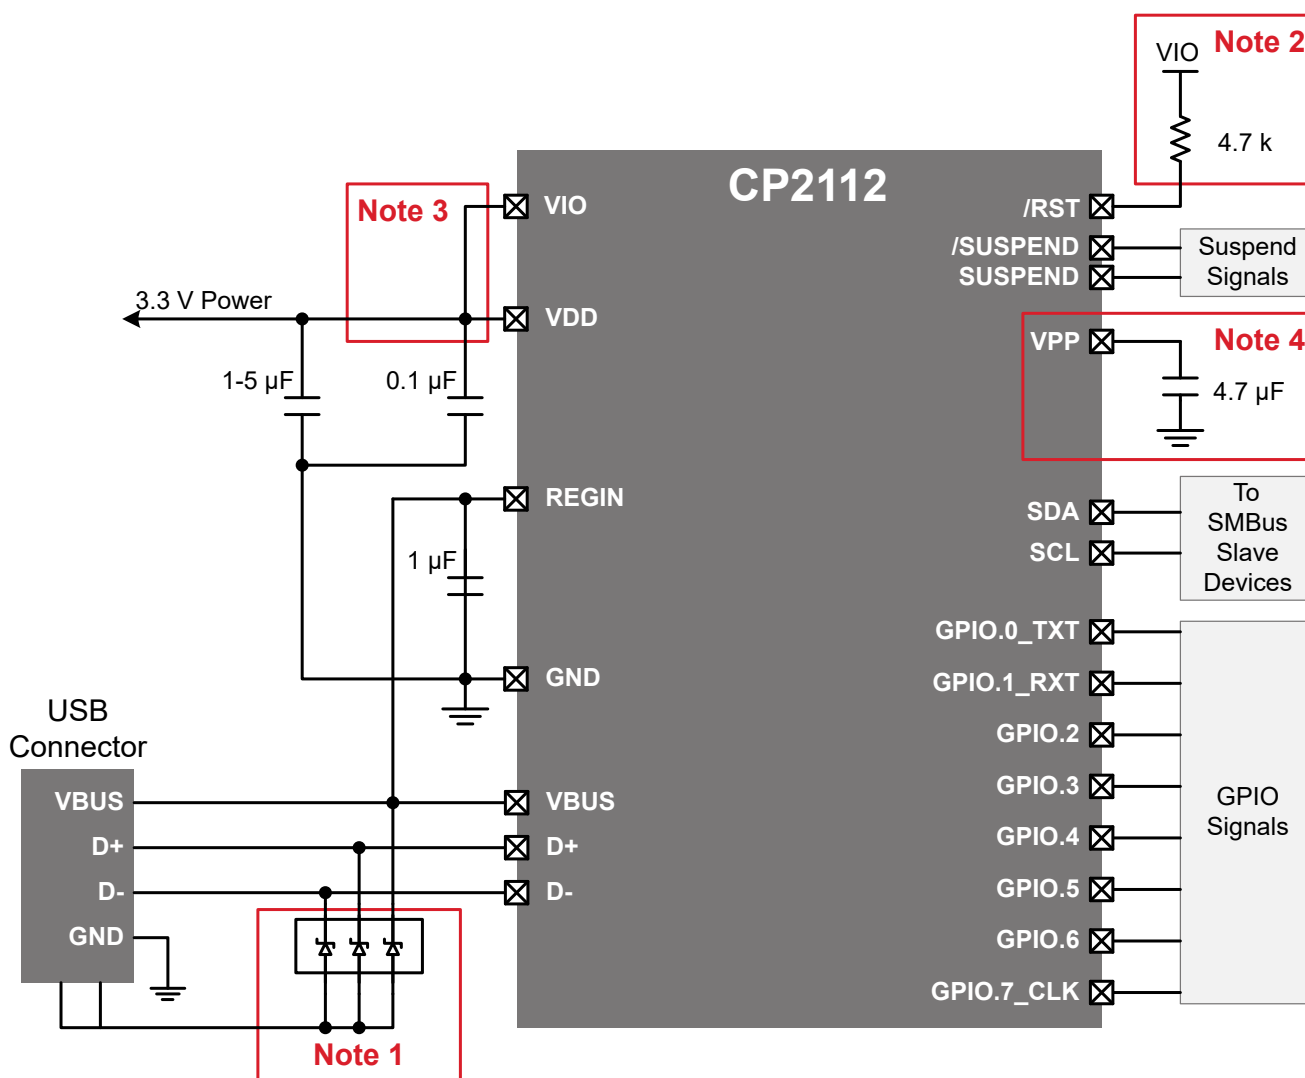 Note 2
VIO
4.7 k
CP2112
Note 3
VIO
/RST
/SUSPEND
SUSPEND
Suspend
Signals
3.3 V Power
VDD
VPP
Note 4
1-5 µF
0.1 µF
4.7 µF
REGIN
SDA
SCL
To
SMBus
Slave
Devices
1 µF
GPIO.0_TXT
GPIO.1_RXT
GND
GPIO.2
GPIO.3
GPIO.4
GPIO.5
GPIO.6
GPIO.7_CLK
GPIO
Signals
USB
Connector
VBUS
D+
D-
GND
VBUS
D+
D-
Note 1